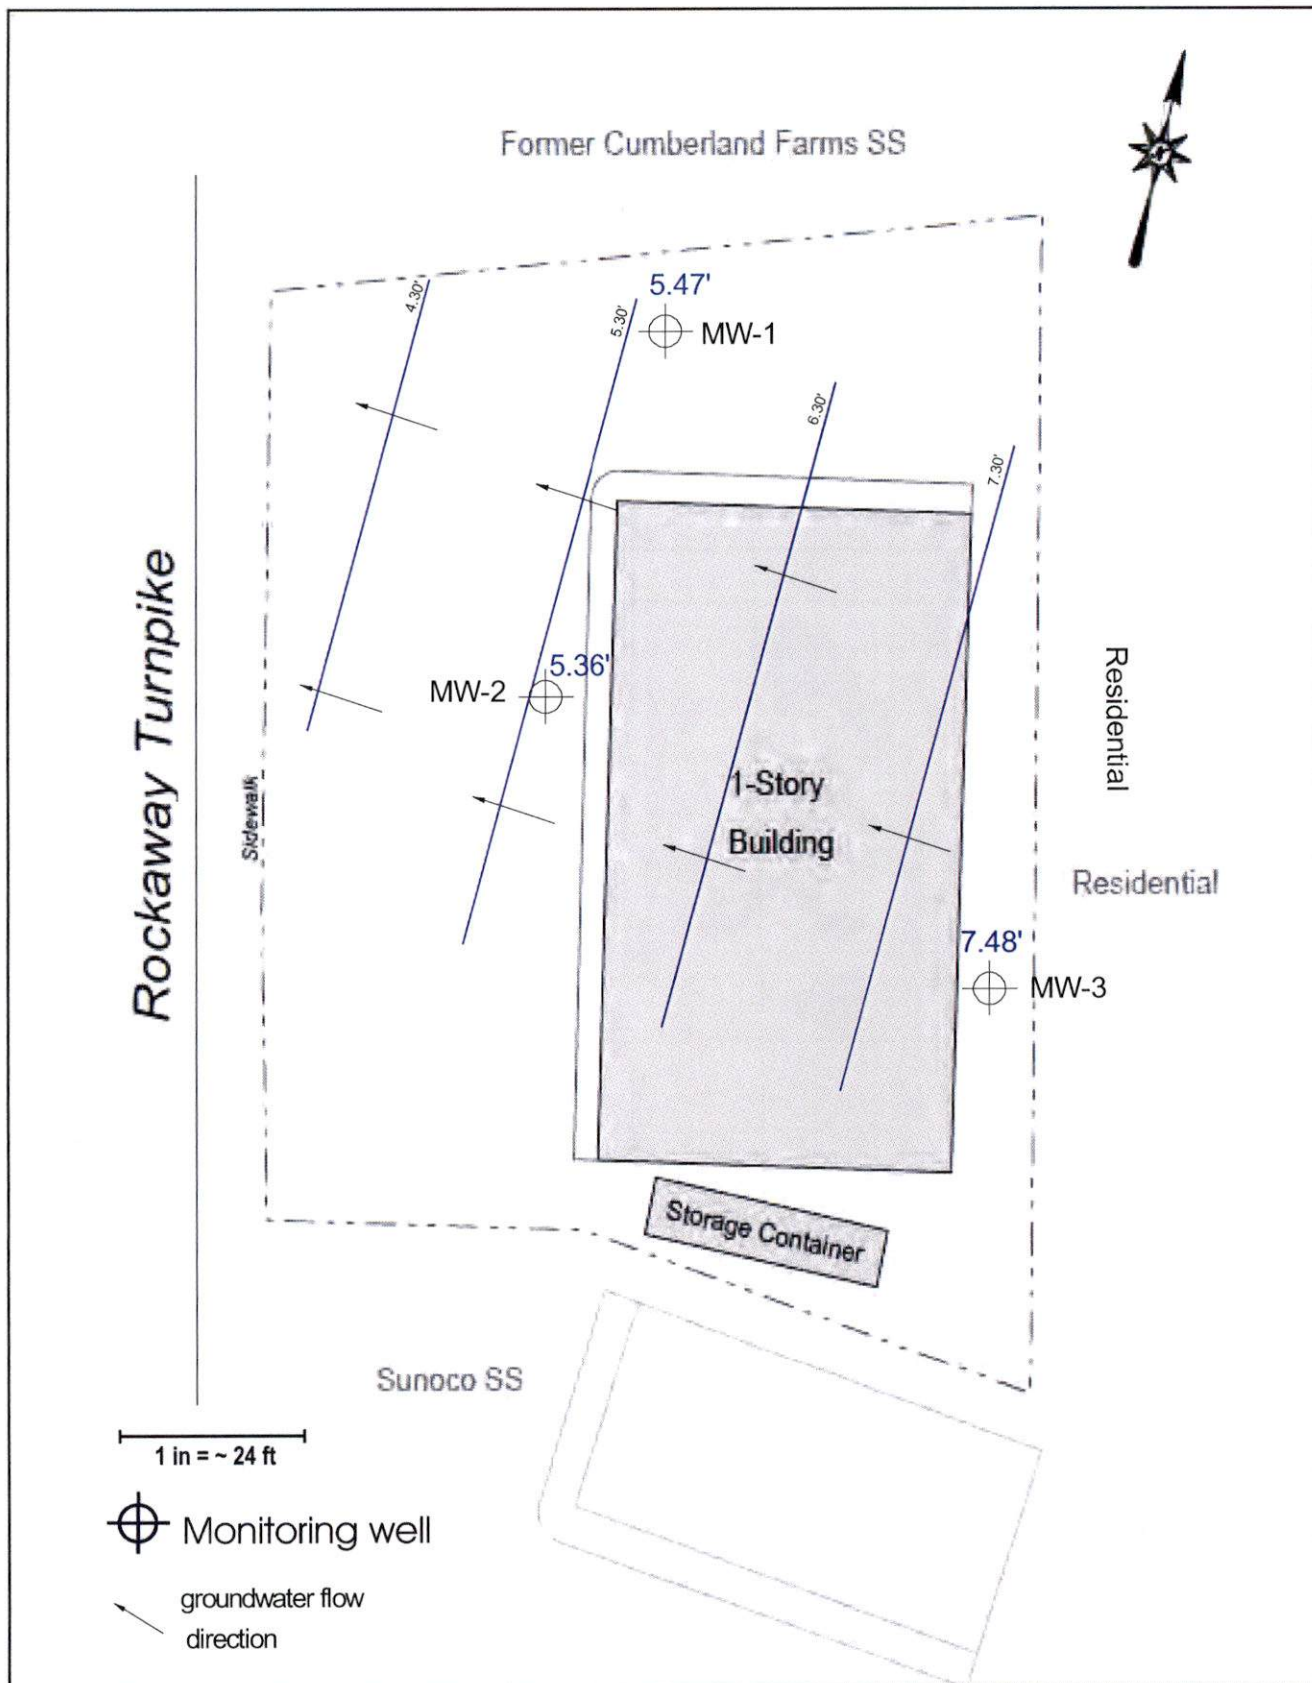 Former Cumberland Farms SS
4.30'
5.30'
5.47'
MW-1
6.30'
7.30'
Rockaway Turnpike
Sidewalk
MW-2
5.36'
1-Story
Building
Residential
Residential
7.48'
MW-3
Storage Container
Sunoco SS
1 in = ~ 24 ft
Monitoring well
groundwater flow
direction